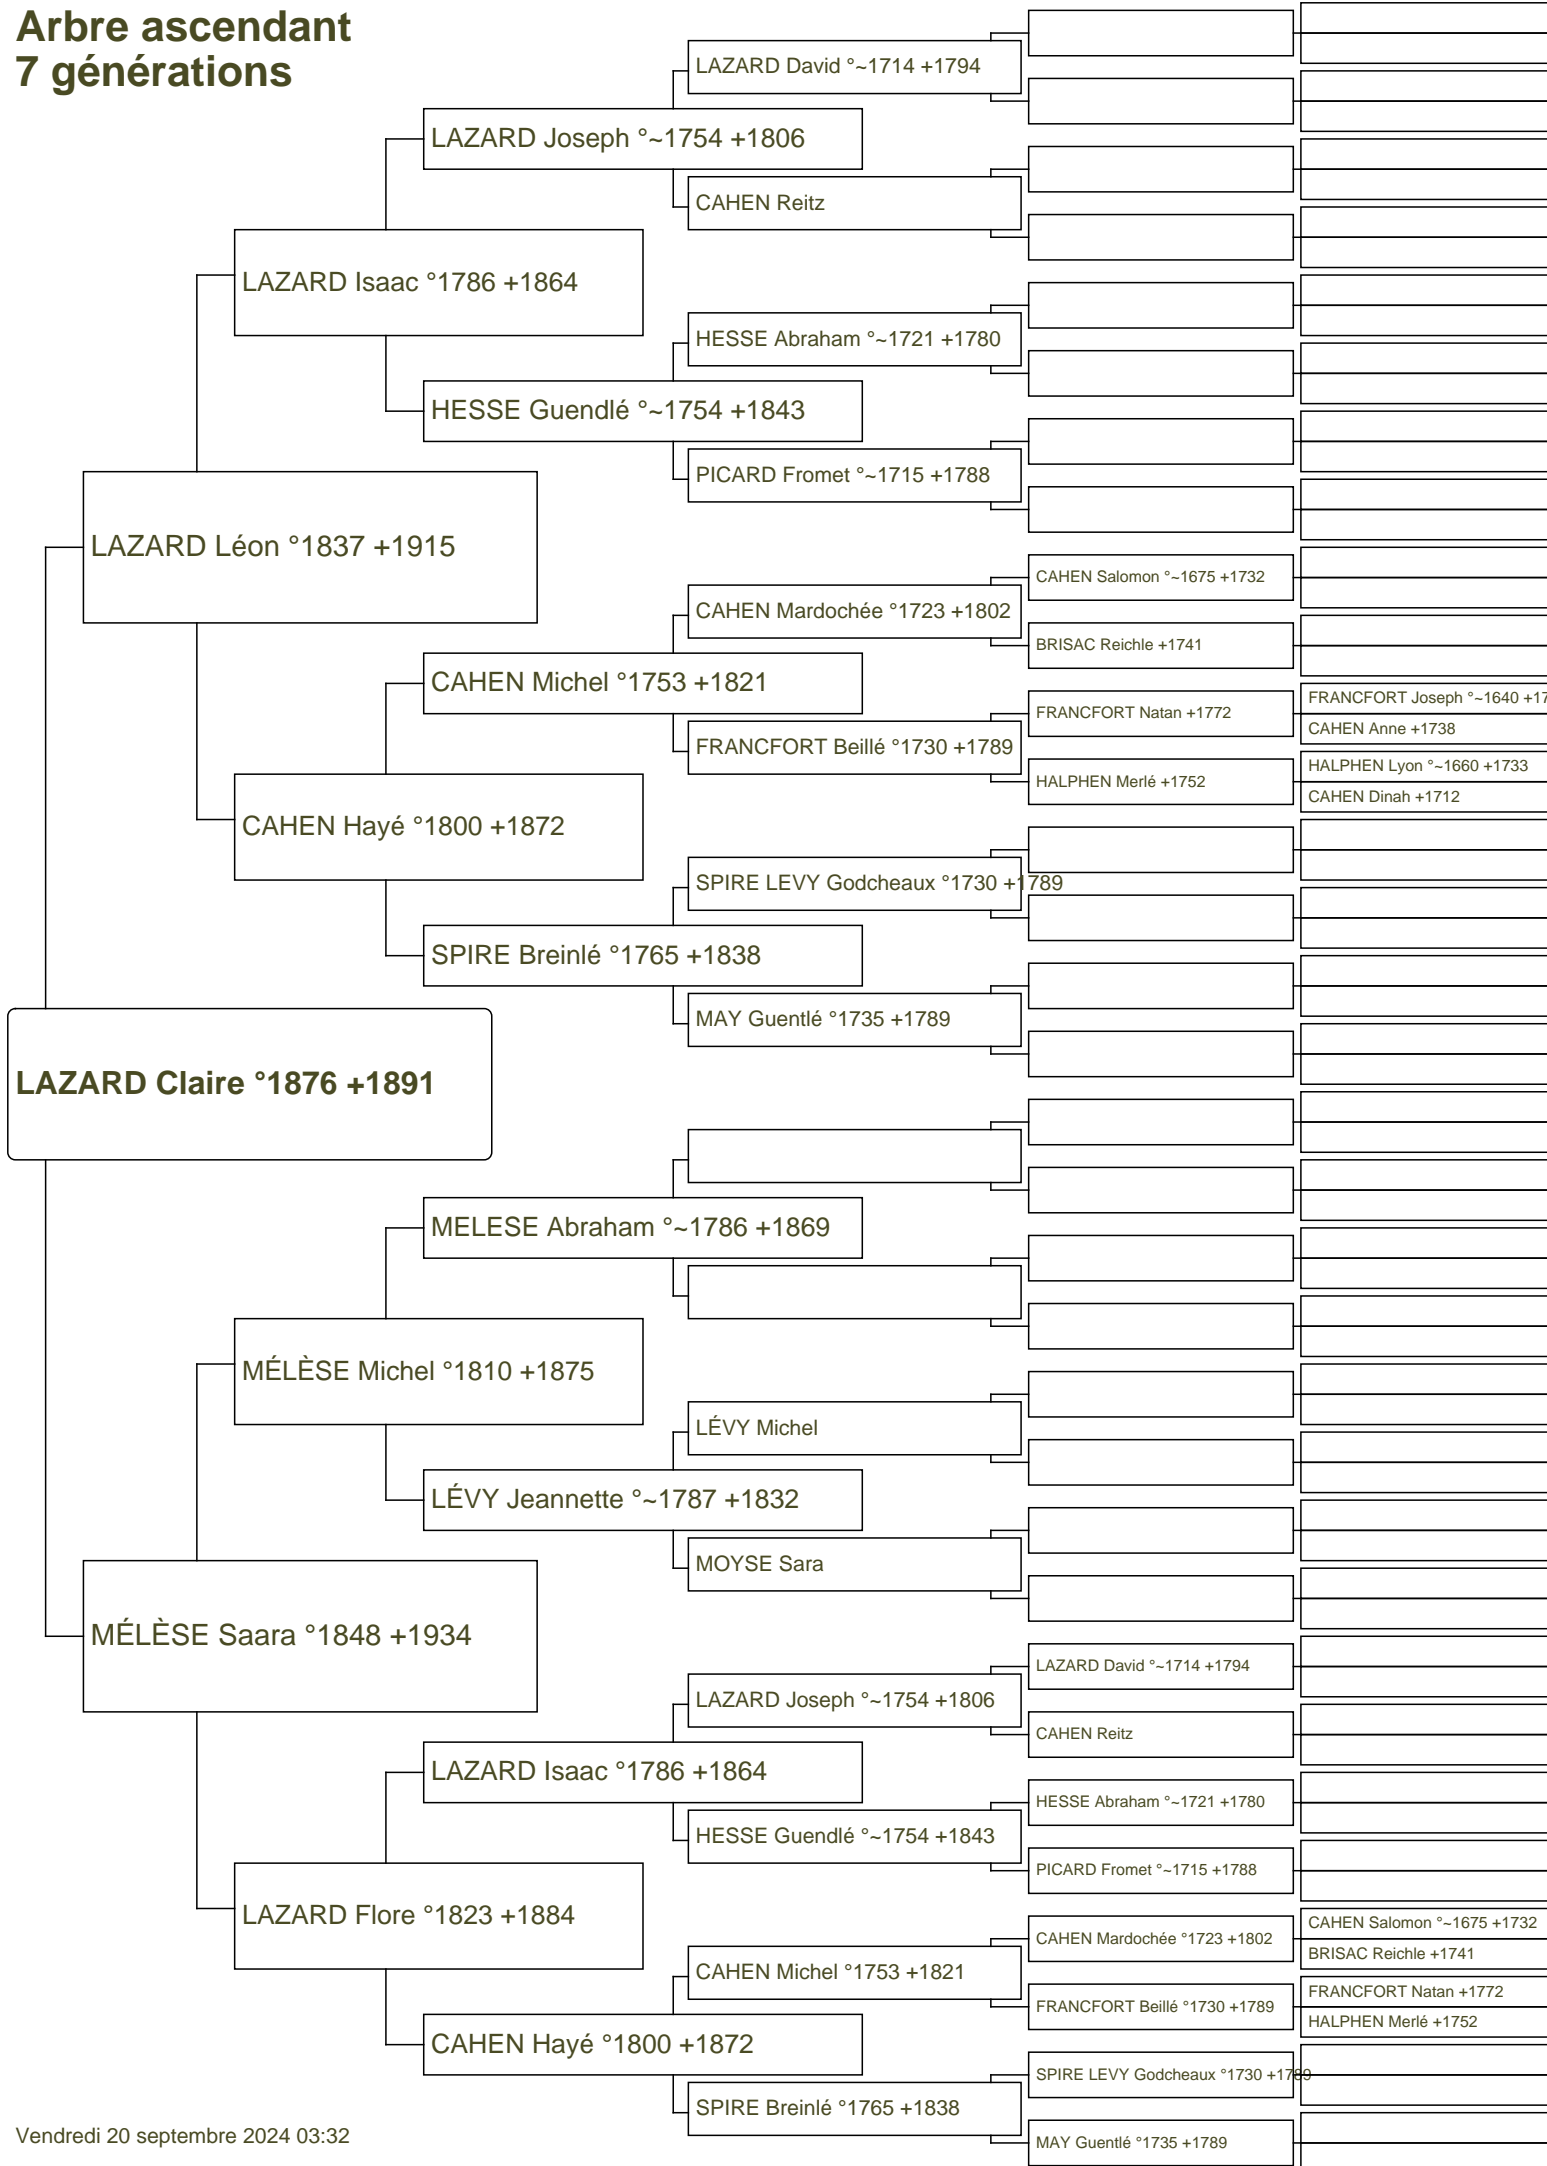 Arbre ascendant
7 générations
LAZARD David °~1714 +1794
LAZARD Joseph °~1754 +1806
CAHEN Reitz
LAZARD Isaac °1786 +1864
HESSE Abraham °~1721 +1780
HESSE Guendlé °~1754 +1843
PICARD Fromet °~1715 +1788
LAZARD Léon °1837 +1915
CAHEN Salomon °~1675 +1732
CAHEN Mardochée °1723 +1802
BRISAC Reichle +1741
CAHEN Michel °1753 +1821
FRANCFORT Joseph °~1640 +17
FRANCFORT Natan +1772
CAHEN Anne +1738
FRANCFORT Beillé °1730 +1789
HALPHEN Lyon °~1660 +1733
HALPHEN Merlé +1752
CAHEN Dinah +1712
CAHEN Hayé °1800 +1872
SPIRE LEVY Godcheaux °1730 +1789
SPIRE Breinlé °1765 +1838
MAY Guentlé °1735 +1789
LAZARD Claire °1876 +1891
MELESE Abraham °~1786 +1869
MÉLÈSE Michel °1810 +1875
LÉVY Michel
LÉVY Jeannette °~1787 +1832
MOYSE Sara
MÉLÈSE Saara °1848 +1934
LAZARD David °~1714 +1794
LAZARD Joseph °~1754 +1806
CAHEN Reitz
LAZARD Isaac °1786 +1864
HESSE Abraham °~1721 +1780
HESSE Guendlé °~1754 +1843
PICARD Fromet °~1715 +1788
LAZARD Flore °1823 +1884
CAHEN Salomon °~1675 +1732
CAHEN Mardochée °1723 +1802
BRISAC Reichle +1741
CAHEN Michel °1753 +1821
FRANCFORT Natan +1772
FRANCFORT Beillé °1730 +1789
HALPHEN Merlé +1752
CAHEN Hayé °1800 +1872
SPIRE LEVY Godcheaux °1730 +1789
SPIRE Breinlé °1765 +1838
MAY Guentlé °1735 +1789
Vendredi 20 septembre 2024 03:32